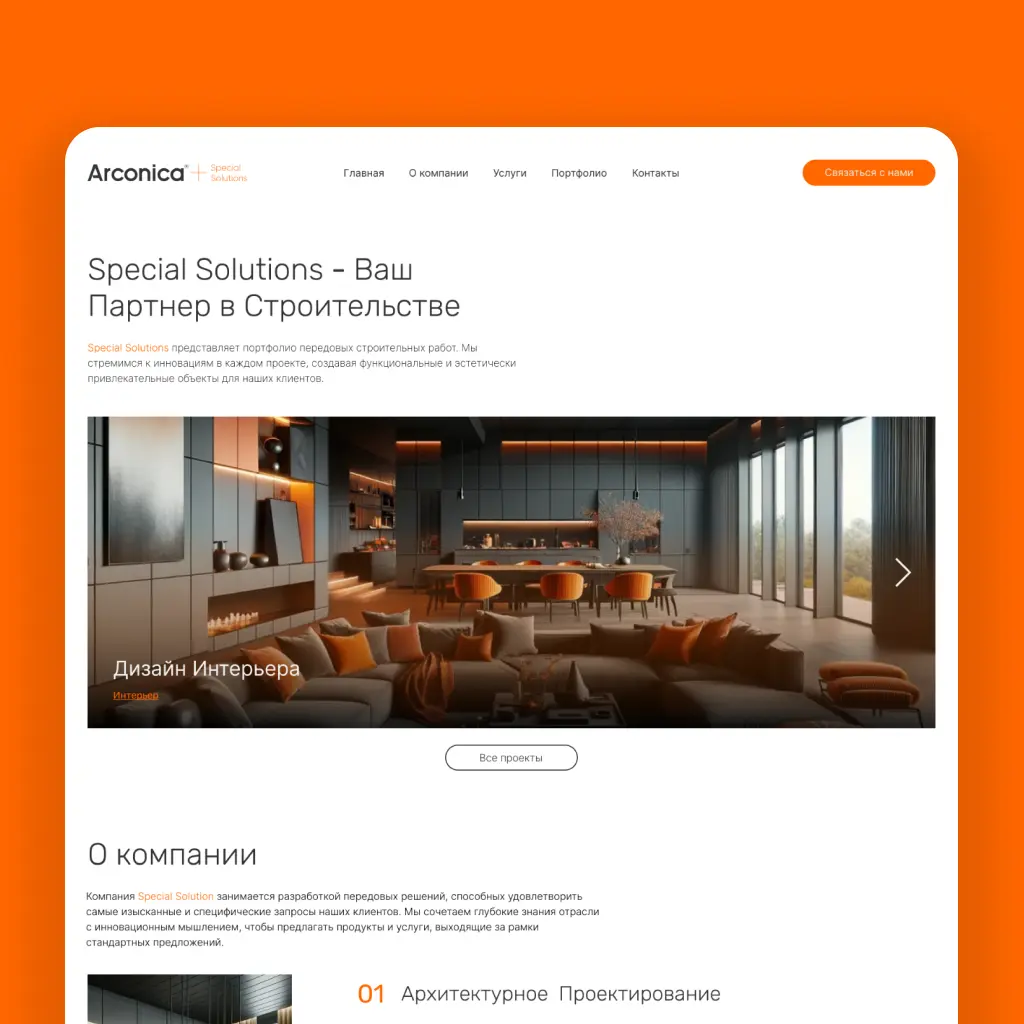 Arconica® + Special Solutions
Главная О компании Услуги Портфолио Контакты
Связаться с нами
Special Solutions - Ваш
Партнер в Строительстве
Special Solutions представляет портфолио передовых строительных работ. Мы
стремимся к инновациям в каждом проекте, создавая функциональные и эстетически
привлекательные объекты для наших клиентов.
Дизайн Интерьера
Интерьер
Все проекты
О компании
Компания Special Solution занимается разработкой передовых решений, способных удовлетворить
самые изысканные и специфические запросы наших клиентов. Мы сочетаем глубокие знания отрасли
с инновационным мышлением, чтобы предлагать продукты и услуги, выходящие за рамки
стандартных предложений.
01 Архитектурное Проектирование